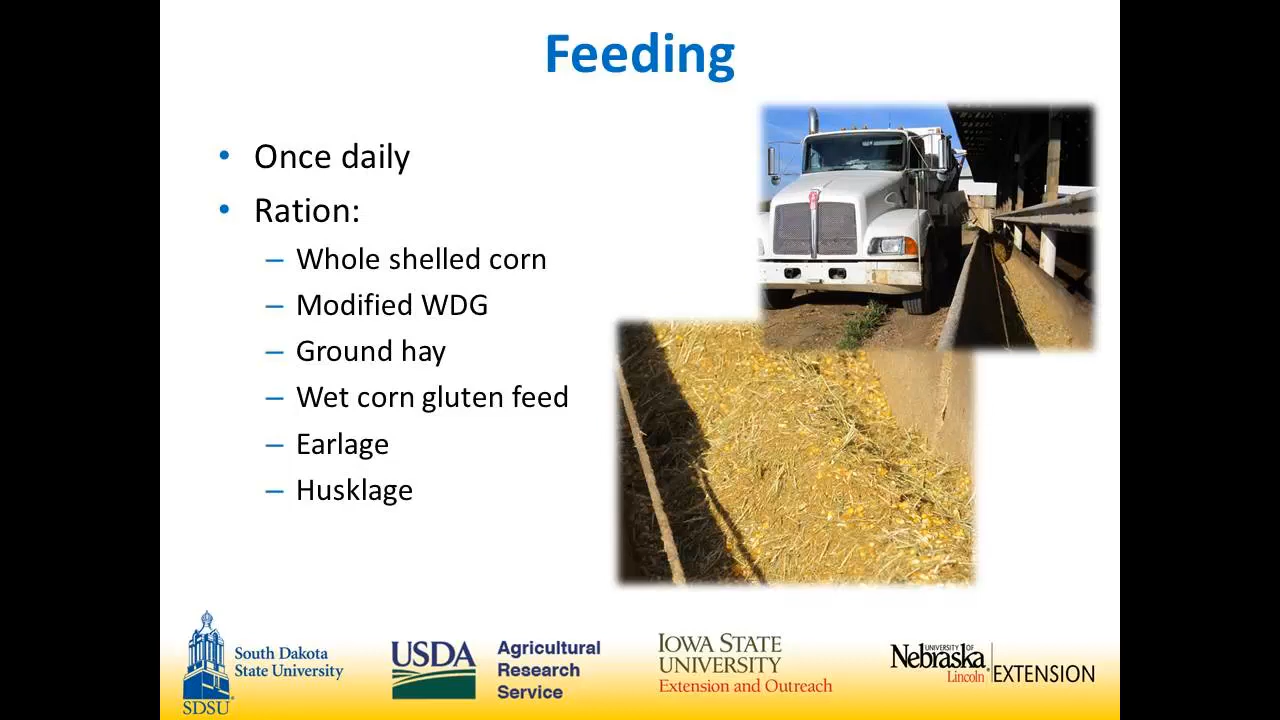 Feeding
• Once daily
• Ration:
– Whole shelled corn
– Modified WDG
– Ground hay
– Wet corn gluten feed
– Earlage
– Husklage
South Dakota
State University
SDSU
USDA
Agricultural
Research
Service
IOWA STATE
UNIVERSITY
Extension and Outreach
UNIVERSITY OF
Nebraska
Lincoln
EXTENSION